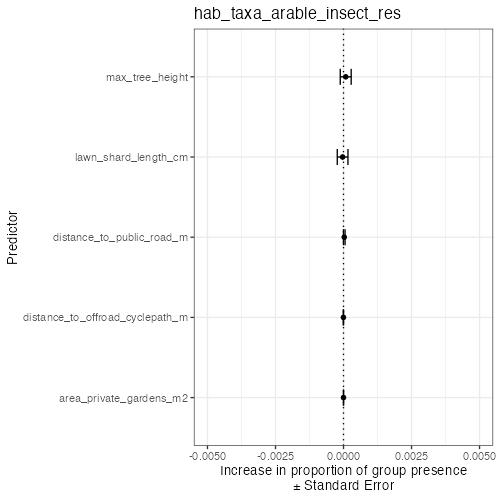 hab_taxa_arable_insect_res
max_tree_height
lawn_shard_length_cm
distance_to_public_road_m
distance_to_offroad_cyclepath_m
area_private_gardens_m2
Predictor
-0.0050 -0.0025 0.0000 0.0025 0.0050
Increase in proportion of group presence
± Standard Error